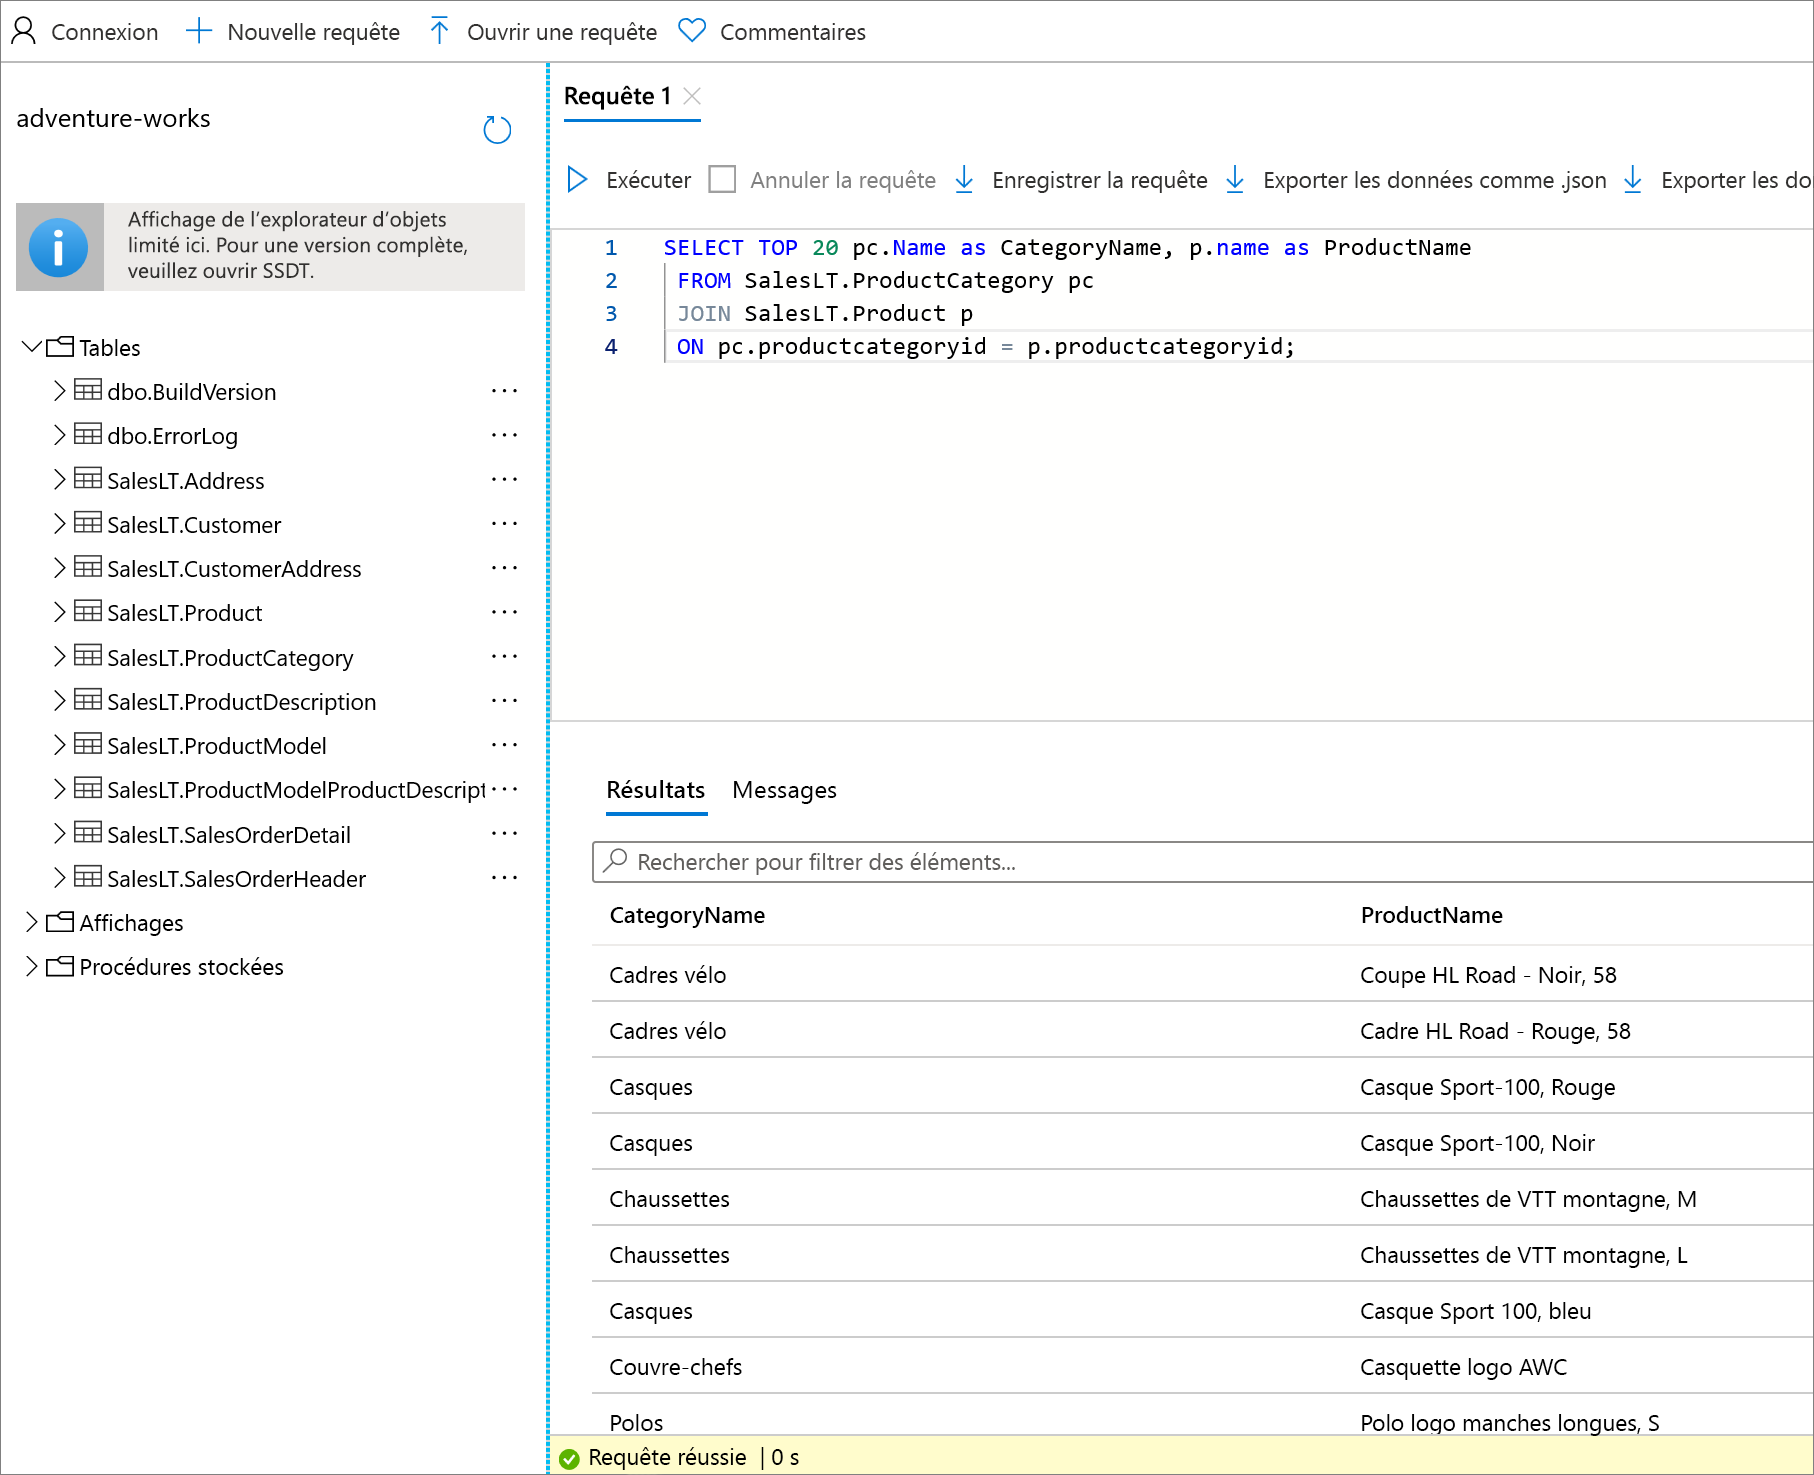 Connexion Nouvelle requête Ouvrir une requête Commentaires
adventure-works
Affichage de l’explorateur d’objets
limité ici. Pour une version complète,
veuillez ouvrir SSDT.
Tables
dbo.BuildVersion
dbo.ErrorLog
SalesLT.Address
SalesLT.Customer
SalesLT.CustomerAddress
SalesLT.Product
SalesLT.ProductCategory
SalesLT.ProductDescription
SalesLT.ProductModel
SalesLT.ProductModelProductDescript
SalesLT.SalesOrderDetail
SalesLT.SalesOrderHeader
Affichages
Procédures stockées
Requête 1
Exécuter Annuler la requête Enregistrer la requête Exporter les données comme .json Exporter les do
1 SELECT TOP 20 pc.Name as CategoryName, p.name as ProductName
2 FROM SalesLT.ProductCategory pc
3 JOIN SalesLT.Product p
4 ON pc.productcategoryid = p.productcategoryid;
Résultats Messages
Rechercher pour filtrer des éléments...
CategoryName ProductName
Cadres vélo Coupe HL Road - Noir, 58
Cadres vélo Cadre HL Road - Rouge, 58
Casques Casque Sport-100, Rouge
Casques Casque Sport-100, Noir
Chaussettes Chaussettes de VTT montagne, M
Chaussettes Chaussettes de VTT montagne, L
Casques Casque Sport 100, bleu
Couvre-chefs Casquette logo AWC
Polos Polo logo manches longues, S
Requête réussie | 0 s